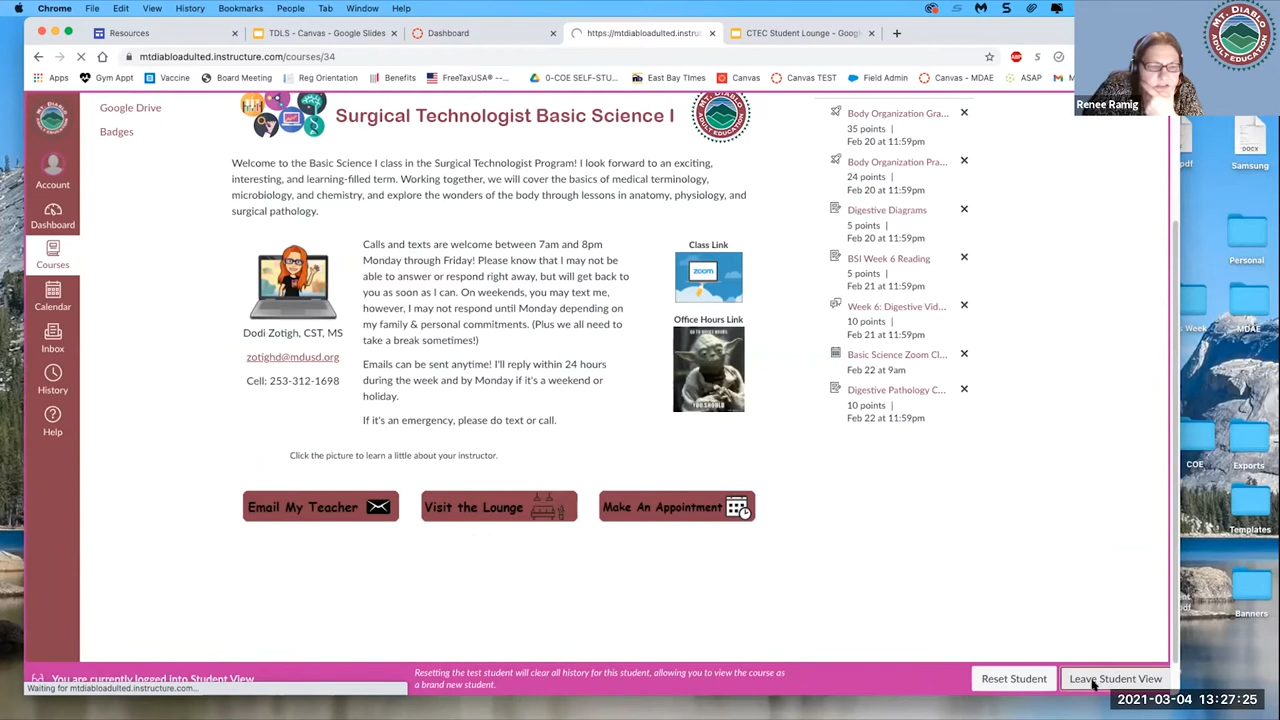 Chrome File Edit View History Bookmarks People Tab Window Help
Resources
TDLS - Canvas - Google Slides
Dashboard
https://mtdiabloadulted.instruc
CTEC Student Lounge - Goog
mtdiabloadulted.instructure.com/courses/34
Apps Gym Appt Vaccine Board Meeting Reg Orientation Benefits FreeTaxUSA® --... 0-COE SELF-STU... East Bay TImes Canvas Canvas TEST Field Admin Canvas - MDAE ASAP M
MT. DIABLO
ADULT EDUCATION
Renee Ramig
Google Drive
Badges
Account
Dashboard
Courses
Calendar
Inbox
History
Help
Surgical Technologist Basic Science I
Welcome to the Basic Science I class in the Surgical Technologist Program! I look forward to an exciting,
interesting, and learning-filled term. Working together, we will cover the basics of medical terminology,
microbiology, and chemistry, and explore the wonders of the body through lessons in anatomy, physiology, and
surgical pathology.
Dodi Zotigh, CST, MS
zotighd@mdusd.org
Cell: 253-312-1698
Calls and texts are welcome between 7am and 8pm
Monday through Friday! Please know that I may not be
able to answer or respond right away, but will get back to
you as soon as I can. On weekends, you may text me,
however, I may not respond until Monday depending on
my family & personal commitments. (Plus we all need to
take a break sometimes!)
Emails can be sent anytime! I'll reply within 24 hours
during the week and by Monday if it's a weekend or
holiday.
If it's an emergency, please do text or call.
Class Link
zoom
Office Hours Link
YOU SHOULD
Click the picture to learn a little about your instructor.
Email My Teacher
Visit the Lounge
Make An Appointment
Body Organization Gra...
35 points |
Feb 20 at 11:59pm
Body Organization Pra...
24 points |
Feb 20 at 11:59pm
Digestive Diagrams
5 points |
Feb 20 at 11:59pm
BSI Week 6 Reading
5 points |
Feb 21 at 11:59pm
Week 6: Digestive Vid...
10 points |
Feb 21 at 11:59pm
Basic Science Zoom Cl...
Feb 22 at 9am
Digestive Pathology C...
10 points |
Feb 22 at 11:59pm
Samsung
Personal
Week
MDAE
COE
Exports
Templates
Banners
You are currently logged into Student View
Waiting for mtdiabloadulted.instructure.com...
Resetting the test student will clear all history for this student, allowing you to view the course as
a brand new student.
Reset Student
Leave Student View
2021-03-04 13:27:25